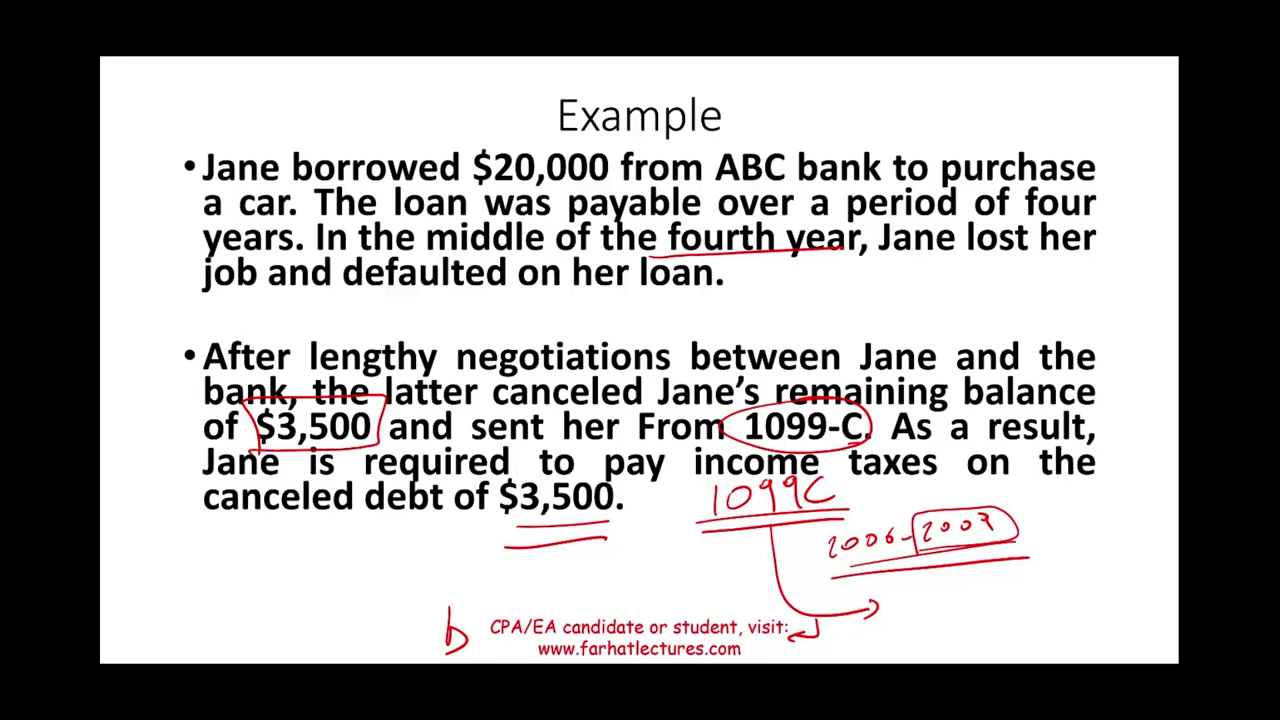 Example
•Jane borrowed $20,000 from ABC bank to purchase
a car. The loan was payable over a period of four
years. In the middle of the fourth year, Jane lost her
job and defaulted on her loan.
•After lengthy negotiations between Jane and the
bank, the latter canceled Jane's remaining balance
of $3,500 and sent her From 1099-C. As a result,
Jane is required to pay income taxes on the
canceled debt of $3,500.
1099C
2006-
b
CPA/EA candidate or student, visit:
www.farhatlectures.com